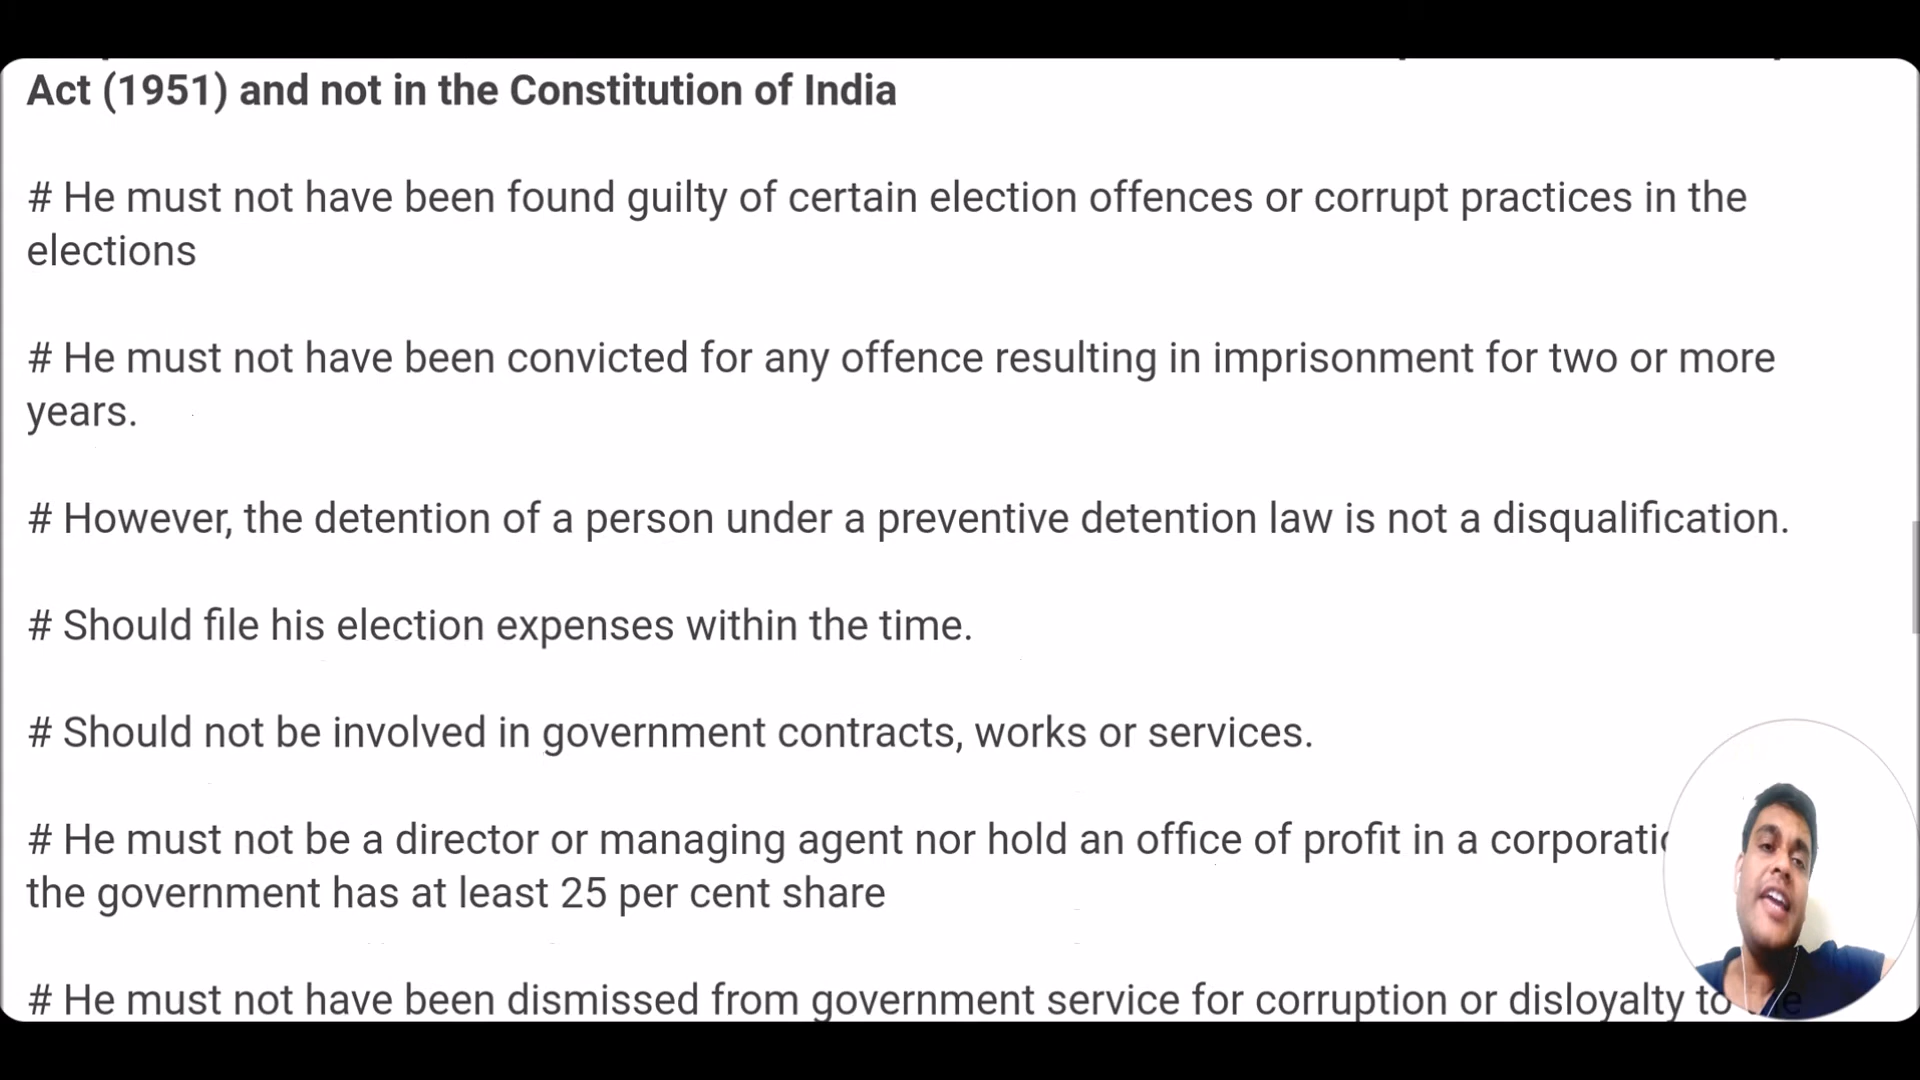 Act (1951) and not in the Constitution of India
# He must not have been found guilty of certain election offences or corrupt practices in the
elections
# He must not have been convicted for any offence resulting in imprisonment for two or more
years.
# However, the detention of a person under a preventive detention law is not a disqualification.
# Should file his election expenses within the time.
# Should not be involved in government contracts, works or services.
# He must not be a director or managing agent nor hold an office of profit in a
the government has at least 25 per cent share
# He must not have been dismissed from government service for corruption or disloyalty to